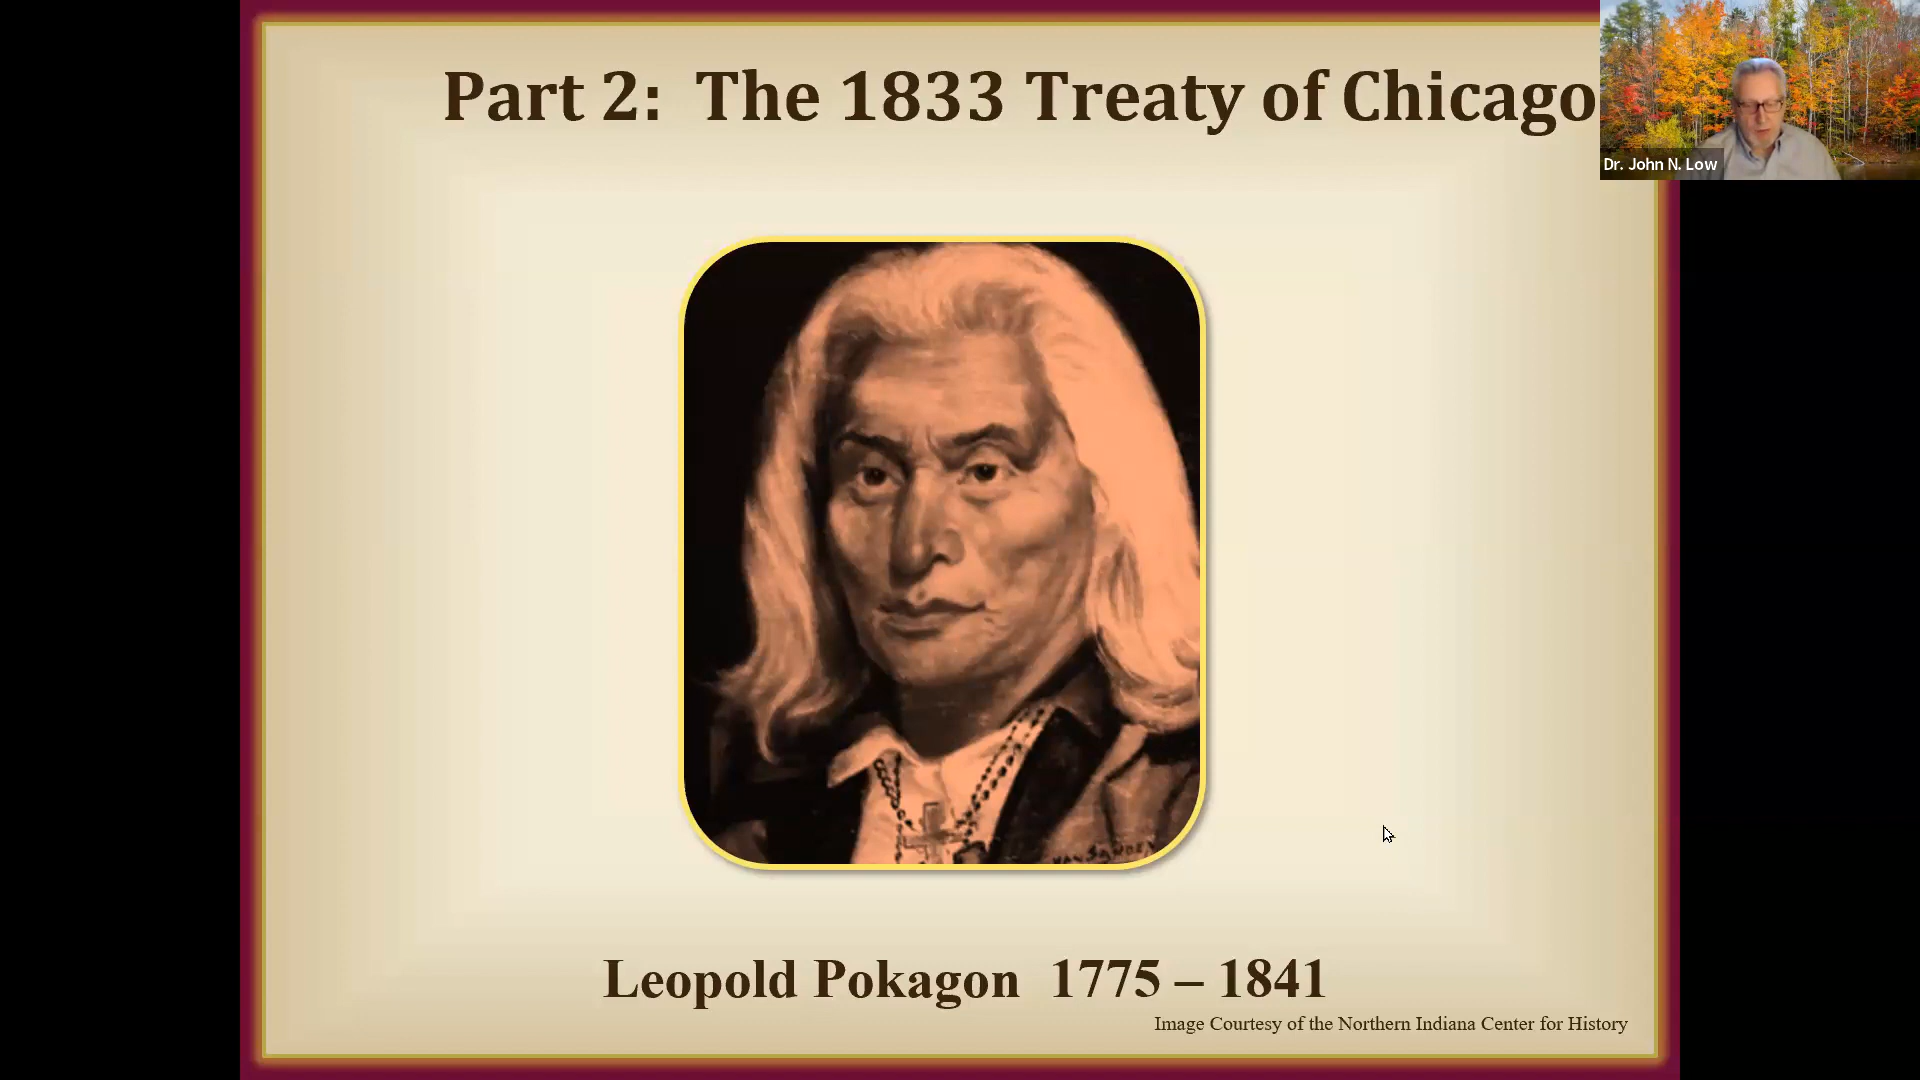 Part 2:  The 1833 Treaty of Chicago
Dr. John N. Low
Leopold Pokagon  1775 – 1841
Image Courtesy of the Northern Indiana Center for History